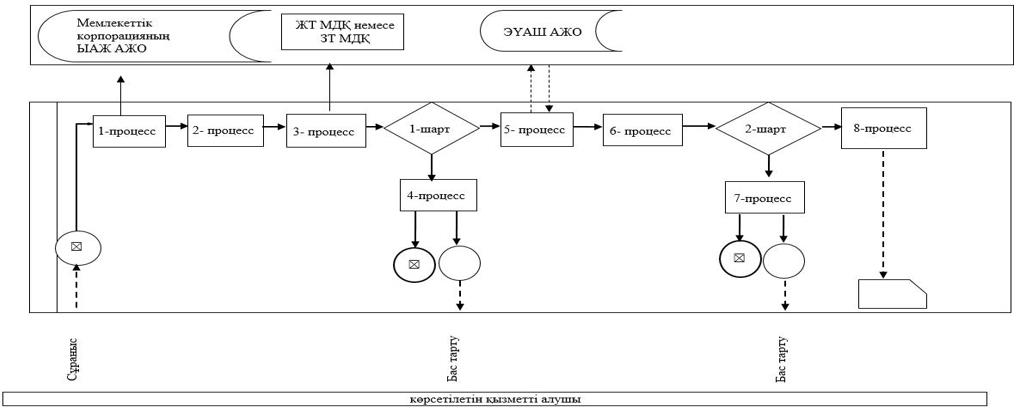 Мемлекеттік
корпорацияның
ЫАЖ АЖО
ЖТ МДҚ немесе
ЗТ МДҚ
ЭҮАШ АЖО
1-процесс
2- процесс
3- процесс
1-шарт
5- процесс
6- процесс
2-шарт
8-процесс
4-процесс
7-процесс
Сұраныс
Бас тарту
Бас тарту
көрсетілетін қызметті алушы